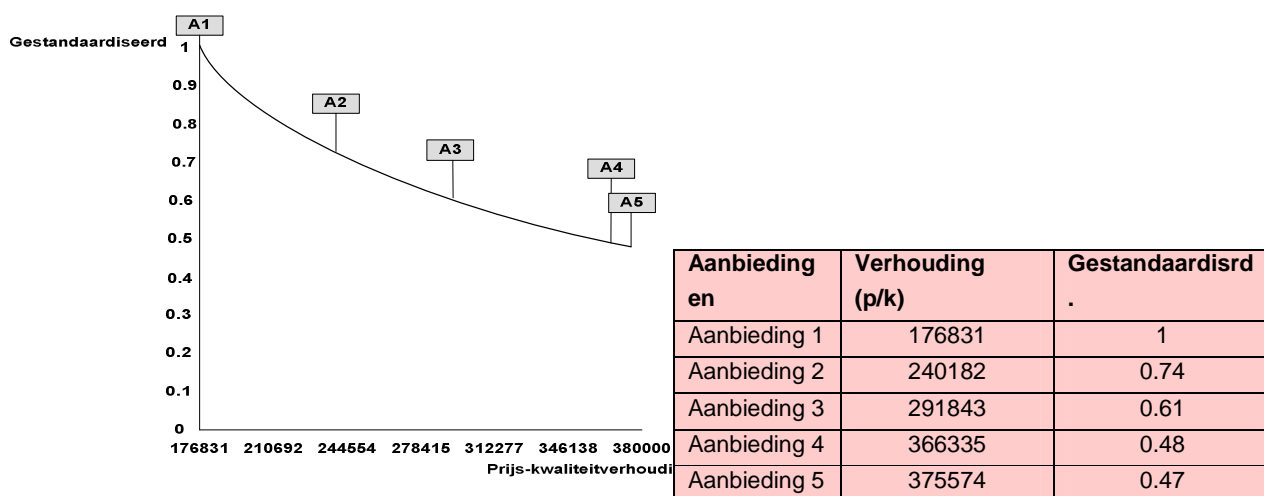 A1
Gestandaardiseerd
1
0.9
A2
0.8
A3
0.7
A4
0.6
A5
0.5
0.4
0.3
0.2
0.1
0
176831 210692 244554 278415 312277 346138 380000
Prijs-kwaliteitverhoudi
Aanbieding
en
Verhouding
(p/k)
Gestandaardisrd
.
Aanbieding 1 176831 1
Aanbieding 2 240182 0.74
Aanbieding 3 291843 0.61
Aanbieding 4 366335 0.48
Aanbieding 5 375574 0.47